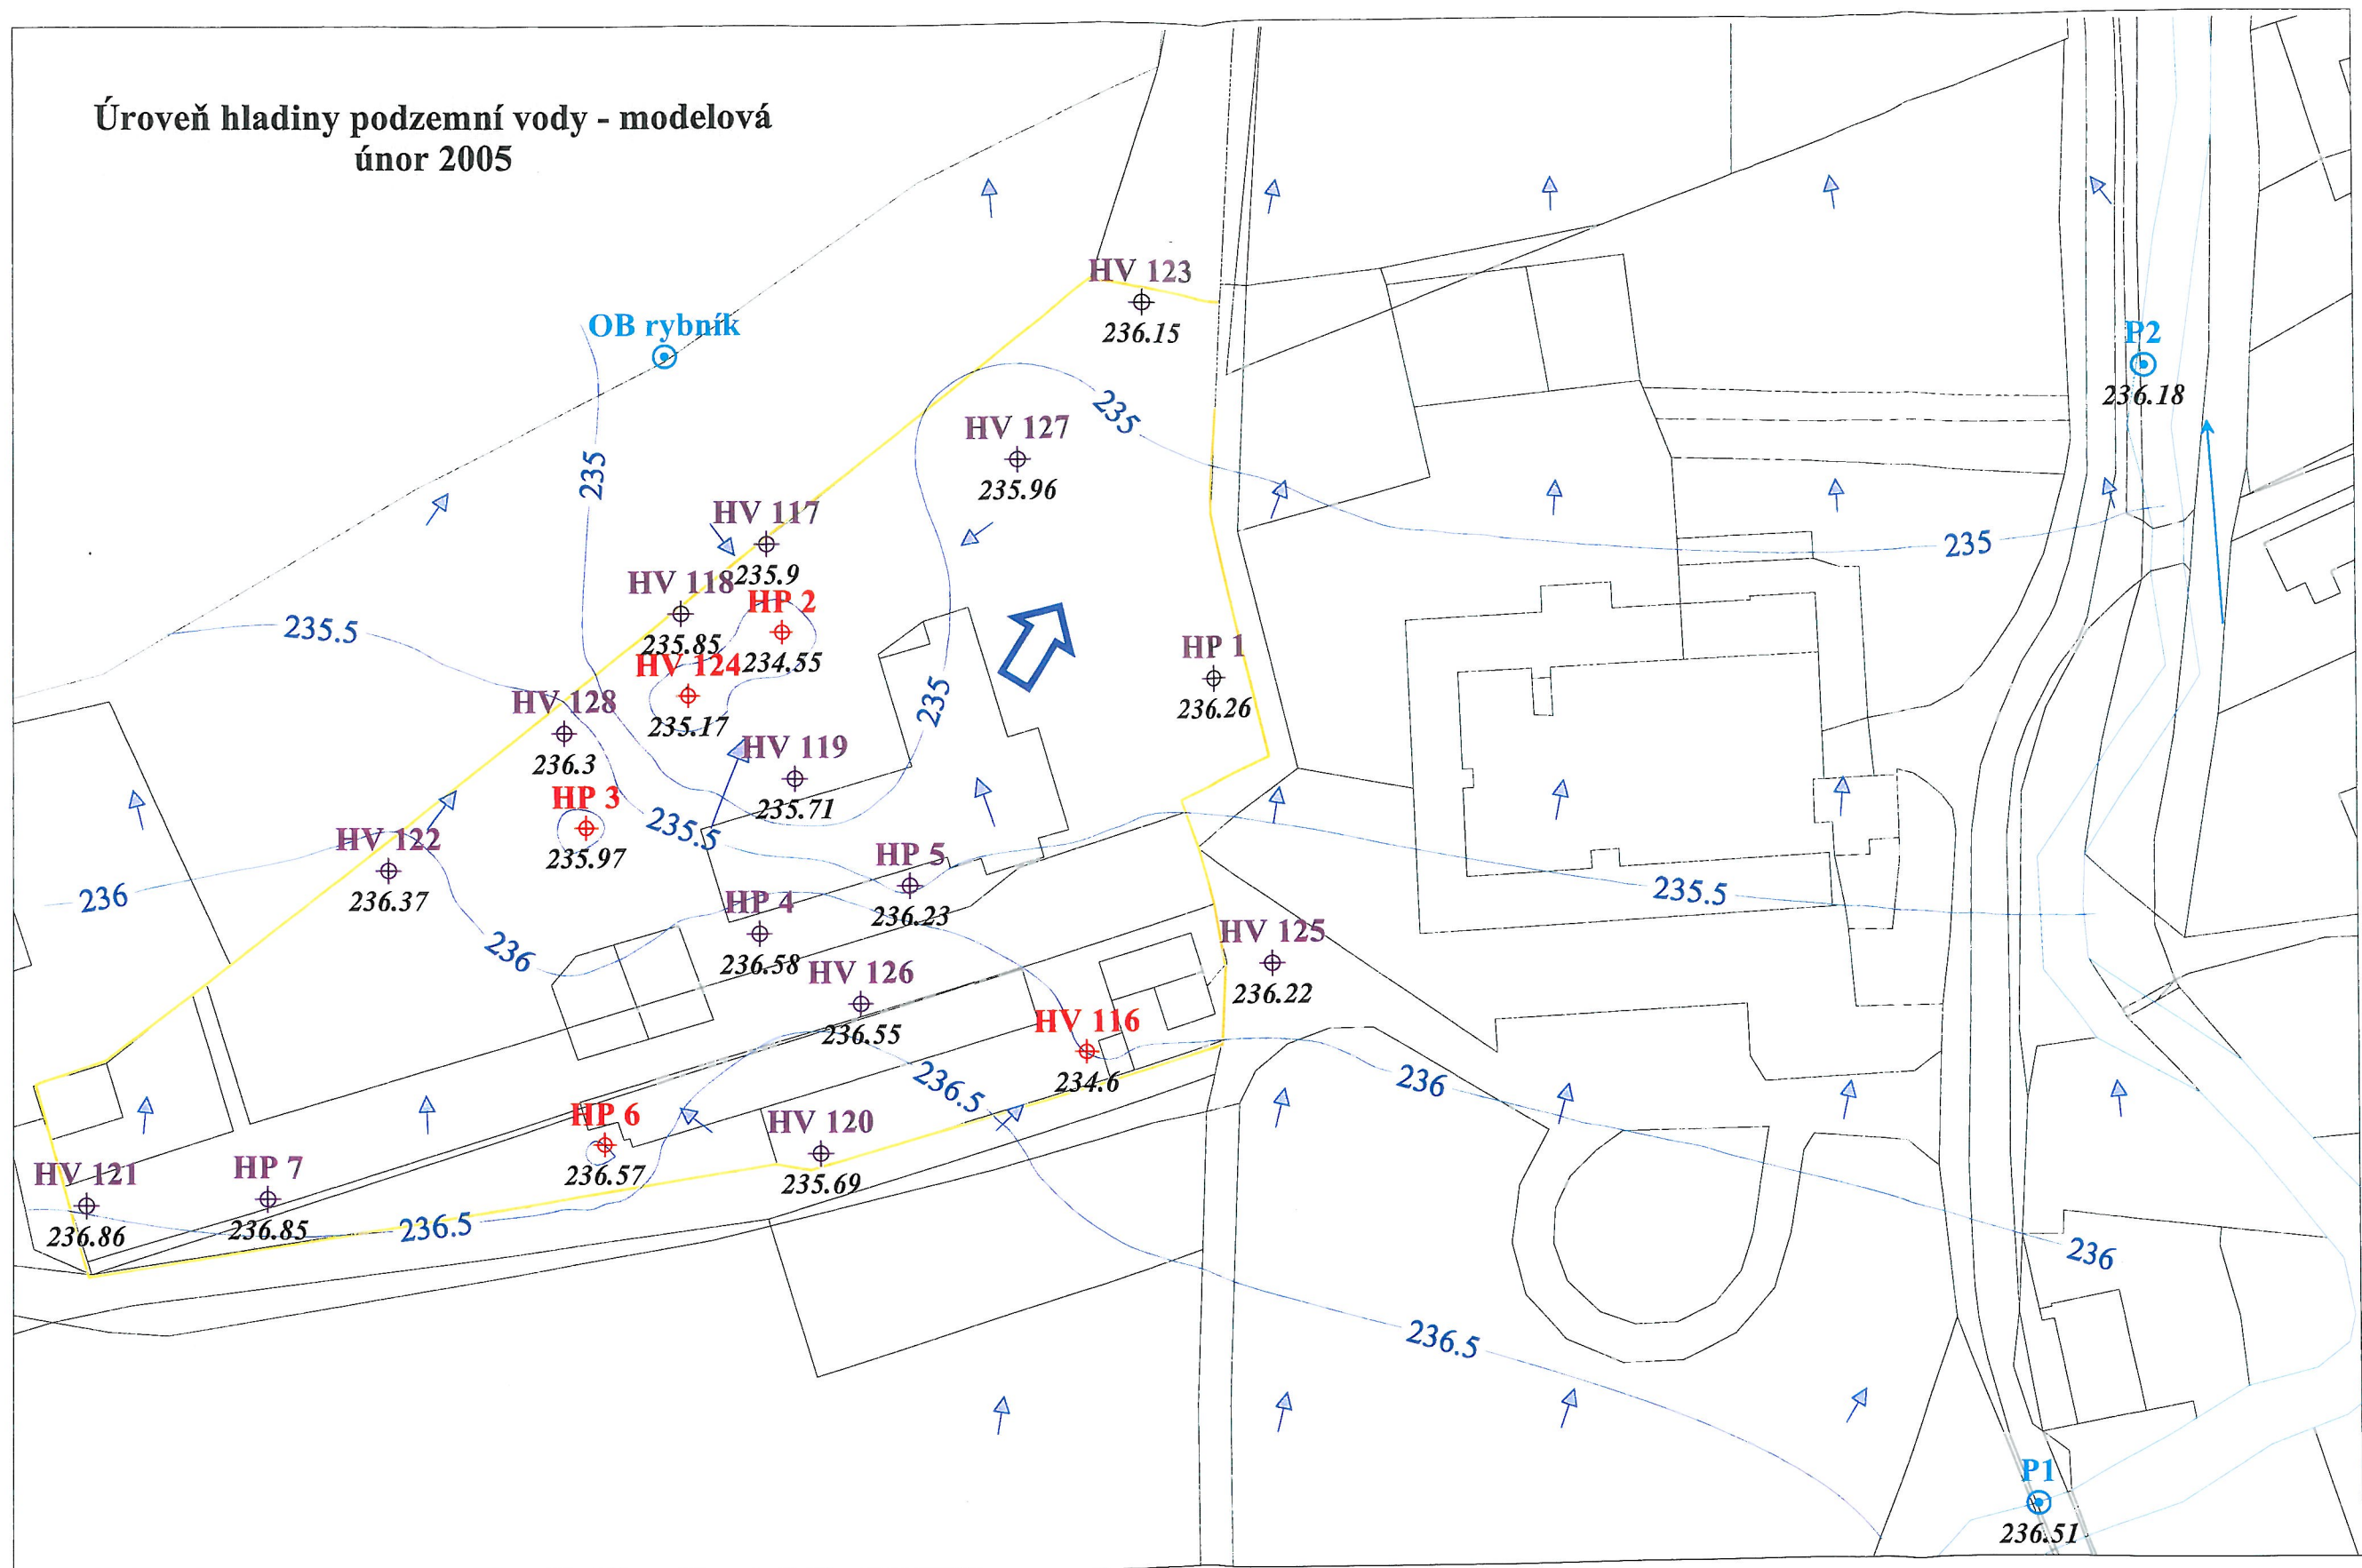 Úroveň hladiny podzemní vody - modelová
únor 2005
HV 123
236.15
OB rybník
P2
236.18
235
HV 127
235.96
235
HV 117
235.9
235
HV 118
235.85
HP 2
234.55
235.5
HV 124
235.17
HP 1
236.26
HV 128
236.3
235
HV 119
235.71
HP 3
235.97
235.5
HV 122
236.37
HP 5
236.23
236
235.5
HP 4
236.58
236
HV 125
236.22
HV 126
236.55
HV 116
234.6
236.5
236
HP 6
236.57
HV 120
235.69
HV 121
236.86
HP 7
236.85
236.5
236
236.5
P1
236.51